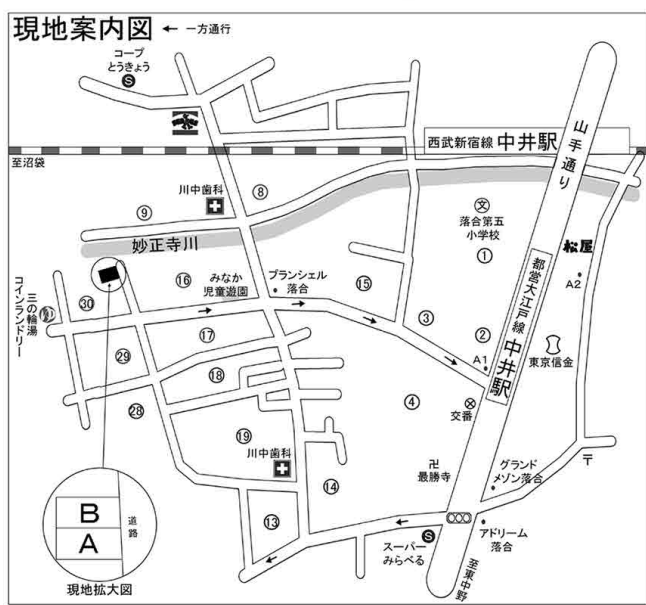 現地案内図
← 一方通行
コープ
とうきょう
S
西武新宿線 中井駅
山手通り
至沼袋
川中歯科
⑧
⑨
文
落合第五
小学校
①
松屋
妙正寺川
⑯
みなか
児童遊園
ブランシェル
落合
⑮
都営大江戸線 中井駅
A2
三の輪湯
コインランドリー
㉚
⑰
③
②
A1
東京信金
㉙
⑱
④
交番
㉘
⑲
川中歯科
卍
最勝寺
グランド
メゾン落合
〒
⑭
⑬
B
A
道路
現地拡大図
S
スーパー
みらべる
アドリーム
落合
至東中野